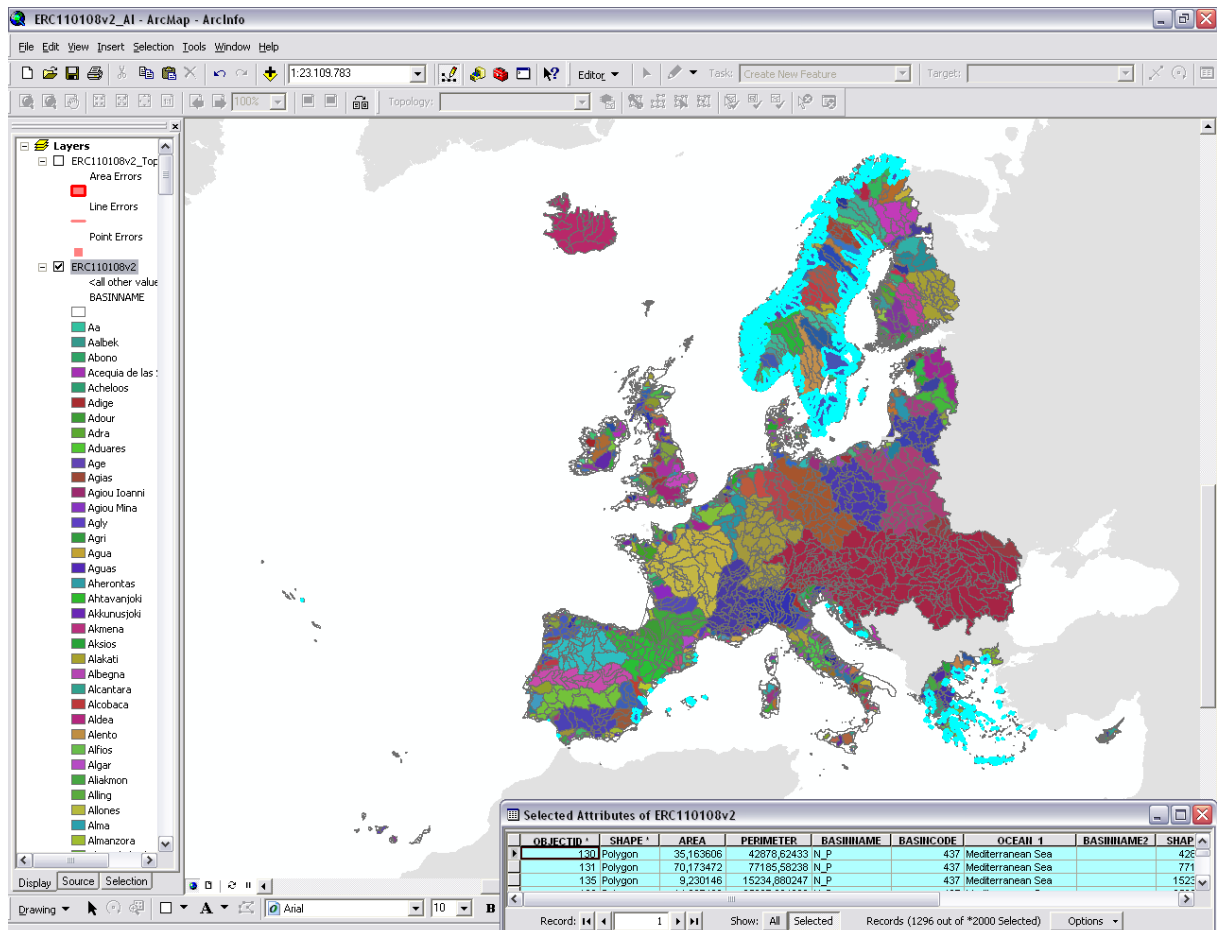 ERC110108v2_AI - ArcMap - ArcInfo
File Edit View Insert Selection Tools Window Help
1:23.109.783 Editor Task: Create New Feature Target:
100% Topology:
Layers
ERC110108v2_Top
Area Errors
Line Errors
Point Errors
ERC110108v2
<all other value
BASINNAME
Aa
Aalbek
Abono
Acequia de las
Acheloos
Adige
Adour
Adra
Aduares
Age
Agias
Agiou Ioanni
Agiou Mina
Agly
Agri
Agua
Aguas
Aherontas
Ahtavanjoki
Akkunusjoki
Akmena
Aksios
Alakati
Albegna
Alcantara
Alcobaca
Aldea
Alento
Alfios
Algar
Aliakmon
Alling
Allones
Alma
Almanzora
Display Source Selection
Drawing A Arial 10 B
Selected Attributes of ERC110108v2
OBJECTID * SHAPE * AREA PERIMETER BASINNAME BASINCODE OCEAN_1 BASINNAME2 SHAP
130 Polygon 35,163606 42878,62433 N_P 437 Mediterranean Sea 428
131 Polygon 70,173472 77185,58238 N_P 437 Mediterranean Sea 771
135 Polygon 9,230146 15234,880247 N_P 437 Mediterranean Sea 1523
Record: 1 Show: All Selected Records (1296 out of *2000 Selected) Options